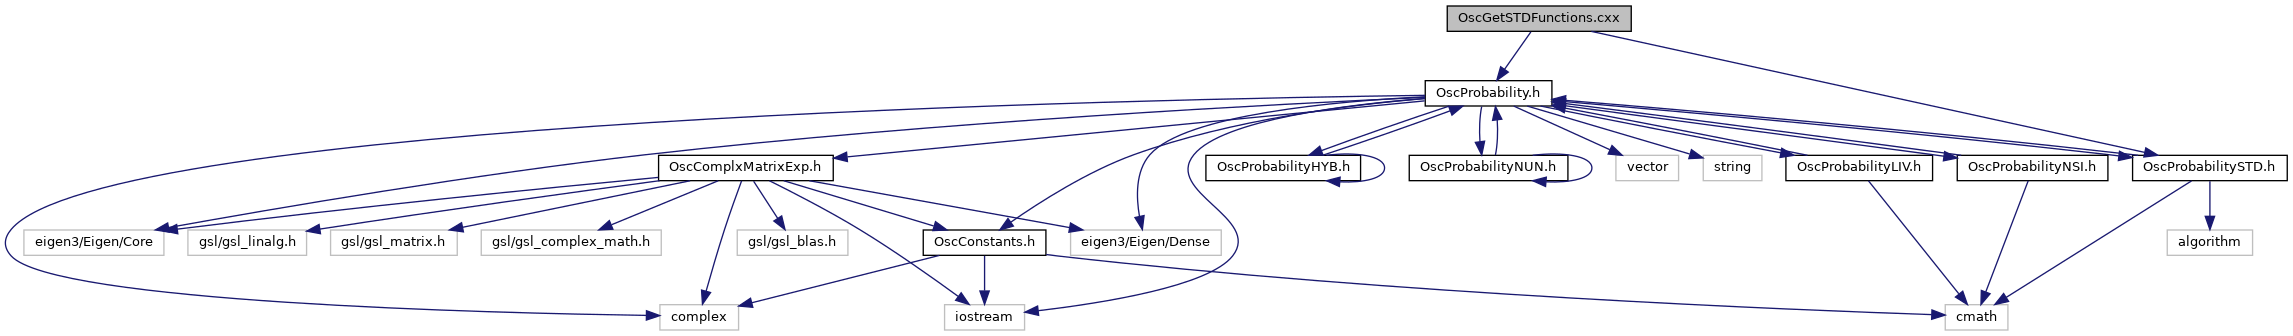 OscGetSTDFunctions.cxx
OscProbability.h
OscComplxMatrixExp.h
OscProbabilityHYB.h
OscProbabilityNUN.h
vector
string
OscProbabilityLIV.h
OscProbabilityNSI.h
OscProbabilitySTD.h
eigen3/Eigen/Core
gsl/gsl_linalg.h
gsl/gsl_matrix.h
gsl/gsl_complex_math.h
gsl/gsl_blas.h
OscConstants.h
eigen3/Eigen/Dense
algorithm
complex
iostream
cmath